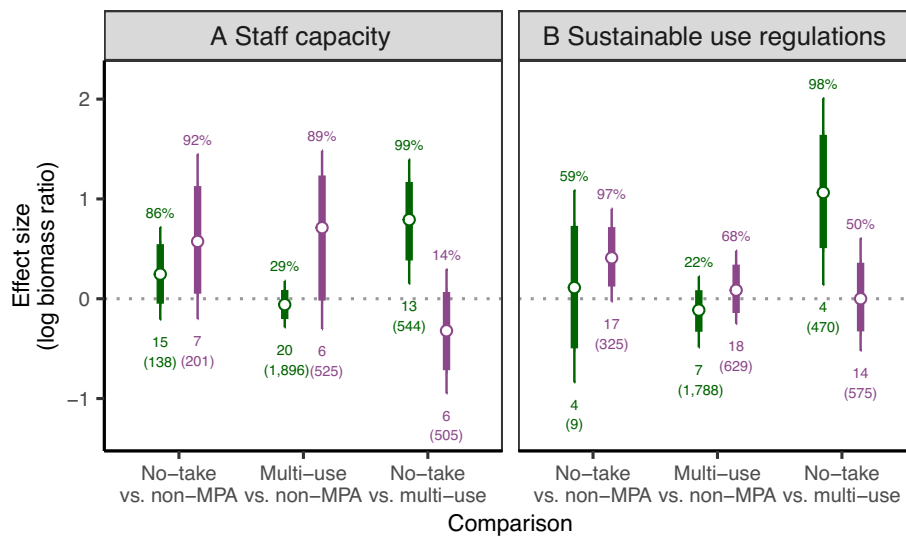 A Staff capacity
B Sustainable use regulations
Effect size
(log biomass ratio)
2
1
0
−1
86%
15
(138)
92%
7
(201)
29%
20
(1,896)
89%
6
(525)
99%
13
(544)
14%
6
(505)
59%
4
(9)
97%
17
(325)
22%
7
(1,788)
68%
18
(629)
98%
4
(470)
50%
14
(575)
No−take
vs. non−MPA
Multi−use
vs. non−MPA
No−take
vs. multi−use
No−take
vs. non−MPA
Multi−use
vs. non−MPA
No−take
vs. multi−use
Comparison